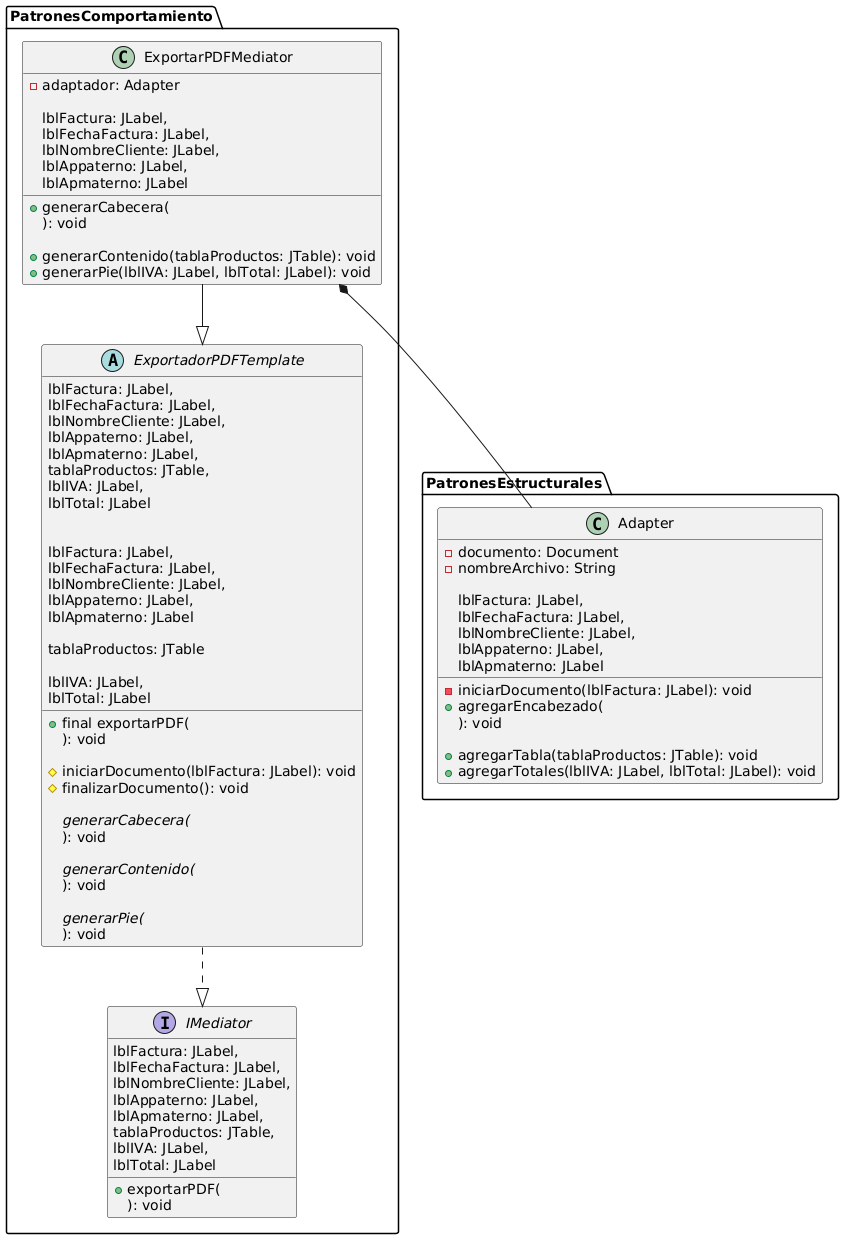 PatronesComportamiento
C ExportarPDFMediator
adaptador: Adapter
lblFactura: JLabel,
lblFechaFactura: JLabel,
lblNombreCliente: JLabel,
lblAppaterno: JLabel,
lblApmaterno: JLabel
generarCabecera(
): void
generarContenido(tablaProductos: JTable): void
generarPie(lblIVA: JLabel, lblTotal: JLabel): void
A ExportadorPDFTemplate
lblFactura: JLabel,
lblFechaFactura: JLabel,
lblNombreCliente: JLabel,
lblAppaterno: JLabel,
lblApmaterno: JLabel,
tablaProductos: JTable,
lblIVA: JLabel,
lblTotal: JLabel
lblFactura: JLabel,
lblFechaFactura: JLabel,
lblNombreCliente: JLabel,
lblAppaterno: JLabel,
lblApmaterno: JLabel
tablaProductos: JTable
lblIVA: JLabel,
lblTotal: JLabel
final exportarPDF(
): void
iniciarDocumento(lblFactura: JLabel): void
finalizarDocumento(): void
generarCabecera(
): void
generarContenido(
): void
generarPie(
): void
PatronesEstructurales
C Adapter
documento: Document
nombreArchivo: String
lblFactura: JLabel,
lblFechaFactura: JLabel,
lblNombreCliente: JLabel,
lblAppaterno: JLabel,
lblApmaterno: JLabel
iniciarDocumento(lblFactura: JLabel): void
agregarEncabezado(
): void
agregarTabla(tablaProductos: JTable): void
agregarTotales(lblIVA: JLabel, lblTotal: JLabel): void
I IMediator
lblFactura: JLabel,
lblFechaFactura: JLabel,
lblNombreCliente: JLabel,
lblAppaterno: JLabel,
lblApmaterno: JLabel,
tablaProductos: JTable,
lblIVA: JLabel,
lblTotal: JLabel
exportarPDF(
): void